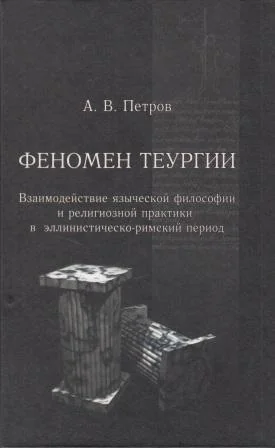 А. В. Петров
ФЕНОМЕН ТЕУРГИИ
Взаимодействие языческой философии
и религиозной практики
в эллинистическо-римский период